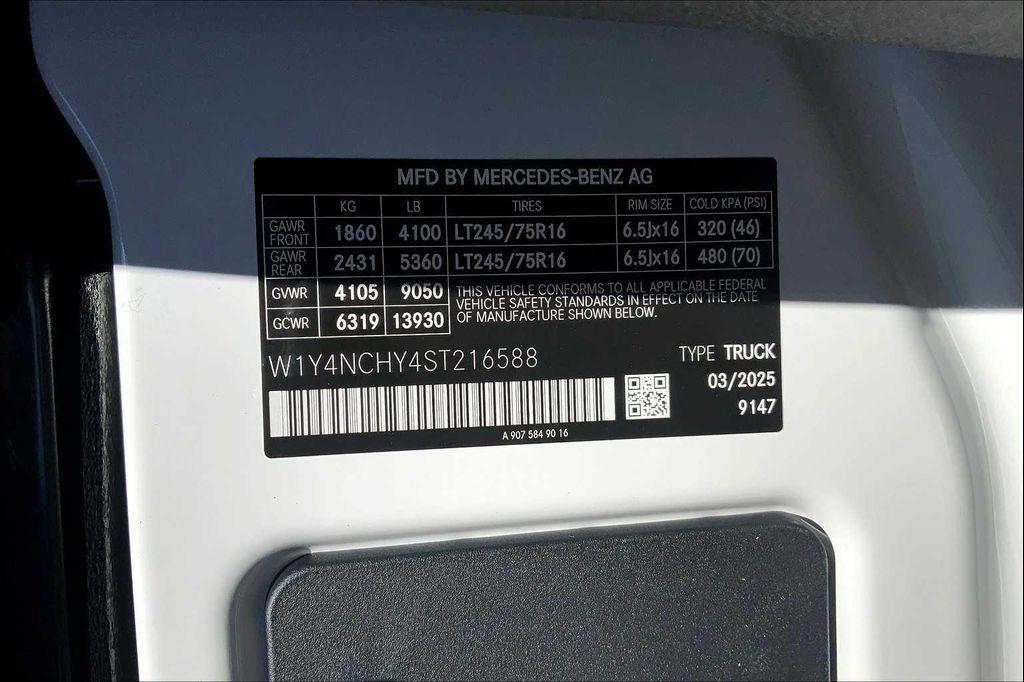 MFD BY MERCEDES-BENZ AG
KG LB TIRES RIM SIZE COLD KPA (PSI)
GAWR FRONT 1860 4100 LT245/75R16 6.5Jx16 320 (46)
GAWR REAR 2431 5360 LT245/75R16 6.5Jx16 480 (70)
GVWR 4105 9050
GCWR 6319 13930
THIS VEHICLE CONFORMS TO ALL APPLICABLE FEDERAL
VEHICLE SAFETY STANDARDS IN EFFECT ON THE DATE
OF MANUFACTURE SHOWN BELOW.
W1Y4NCHY4ST216588
TYPE TRUCK
03/2025
9147
A 907 584 90 16